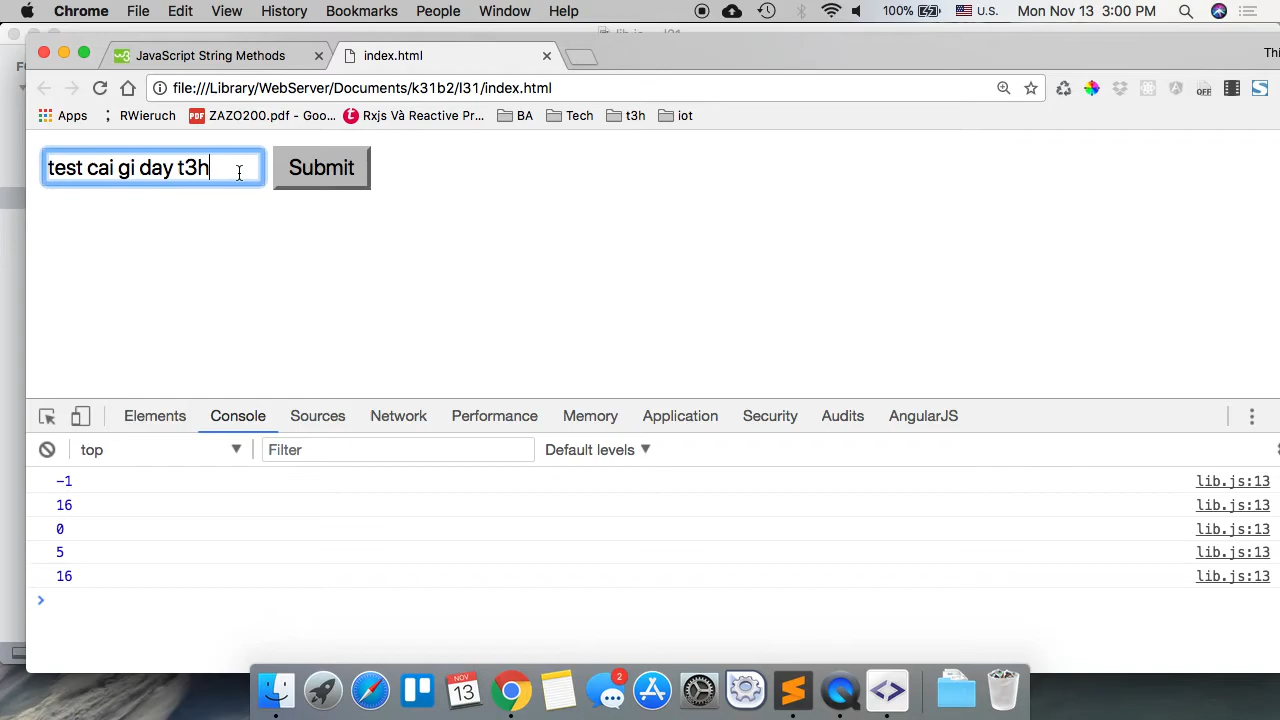 Chrome File Edit View History Bookmarks People Window Help 100% U.S. Mon Nov 13 3:00 PM
JavaScript String Methods index.html Thi
file:///Library/WebServer/Documents/k31b2/l31/index.html
Apps RWieruch ZAZO200.pdf - Goo... Rxjs Và Reactive Pr... BA Tech t3h iot
test cai gi day t3h Submit
Elements Console Sources Network Performance Memory Application Security Audits AngularJS
top Filter Default levels
-1 lib.js:13
16 lib.js:13
0 lib.js:13
5 lib.js:13
16 lib.js:13
NOV
13 2